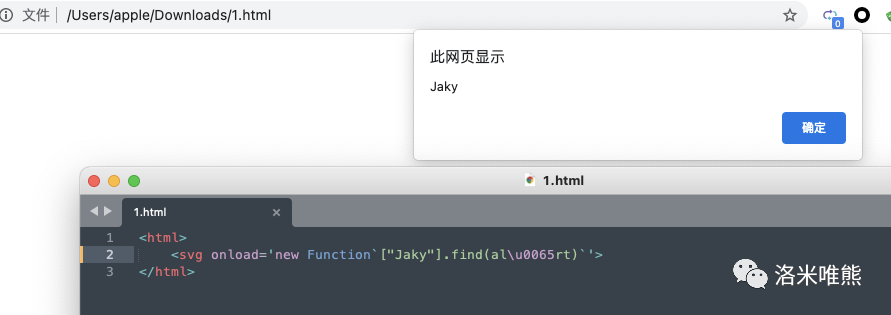 文件 /Users/apple/Downloads/1.html
0
此网页显示
Jaky
确定
1.html
1.html ×
1 <html>
2 <svg onload='new Function`["Jaky"].find(al\u0065rt)`'>
3 </html>
洛米唯熊